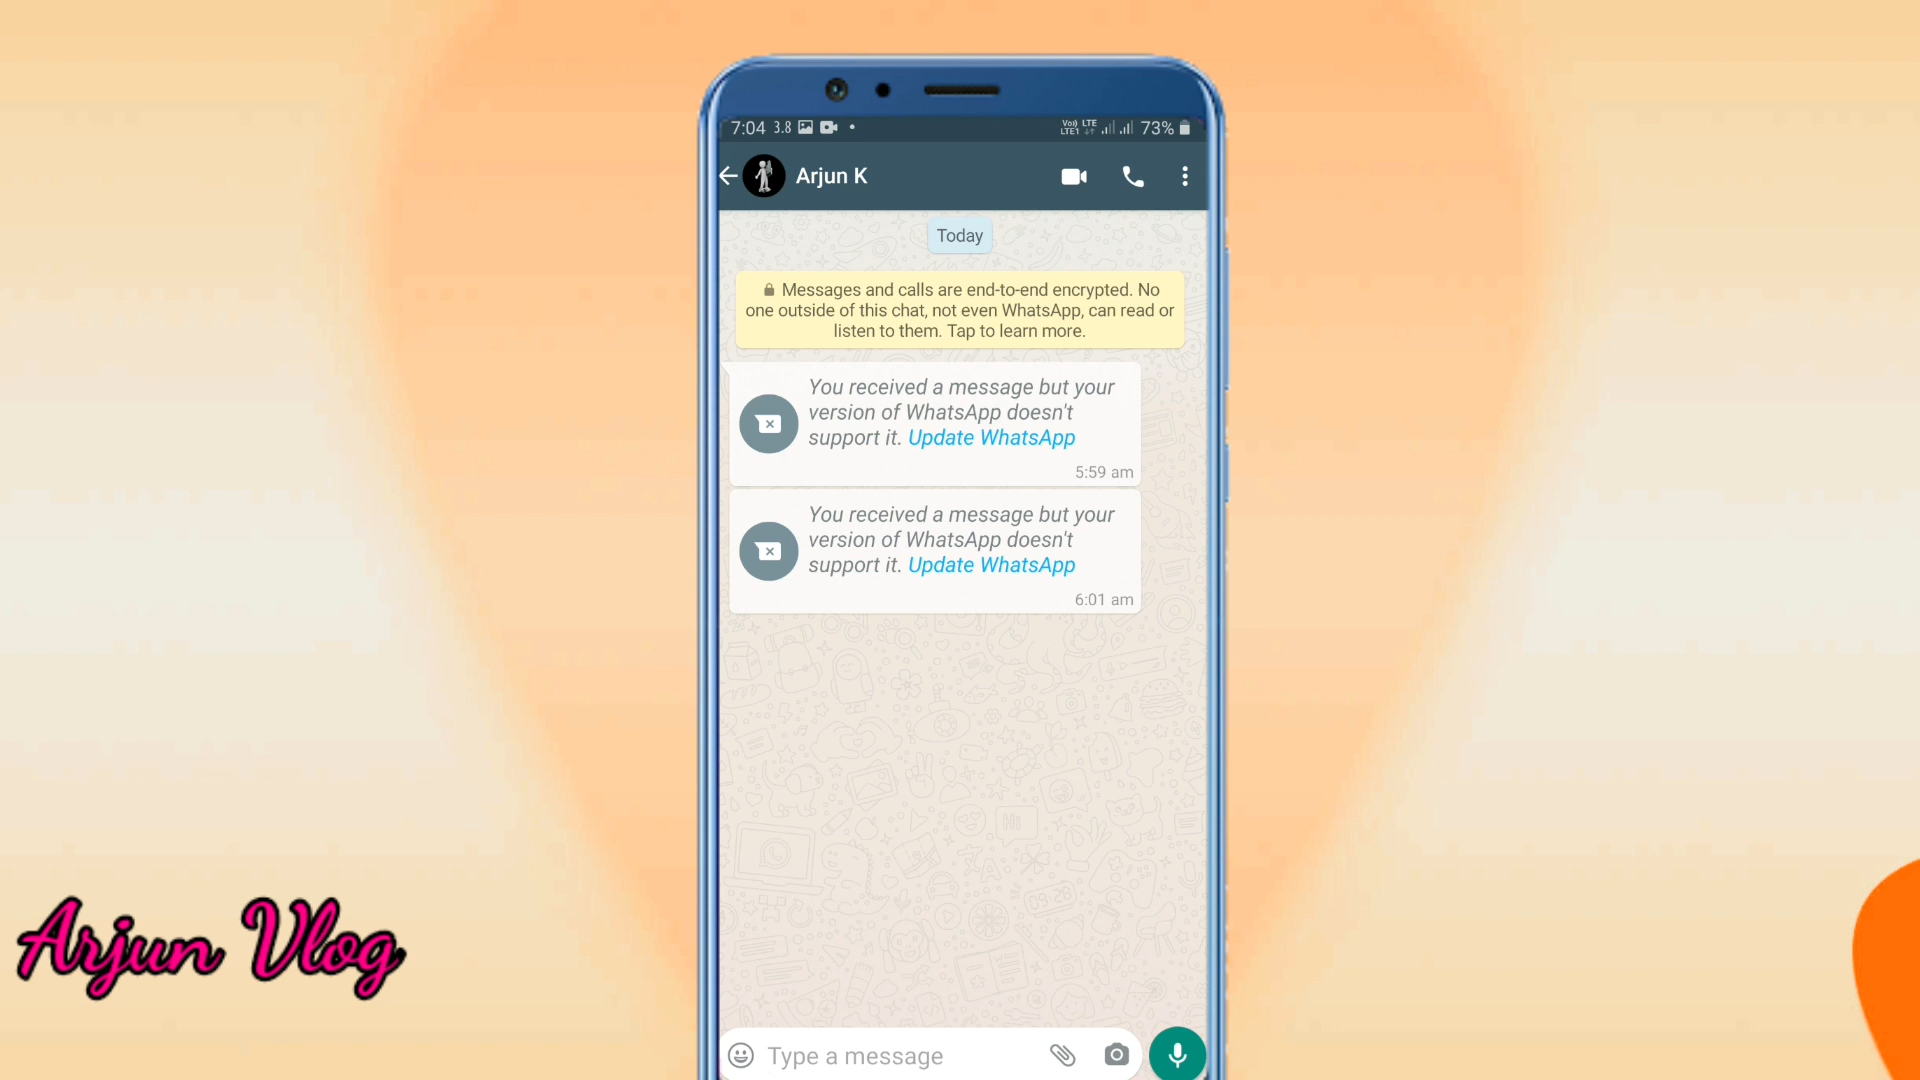 7:04 3.8 73%
Vo)) LTE
LTE1
Arjun K
Today
Messages and calls are end-to-end encrypted. No
one outside of this chat, not even WhatsApp, can read or
listen to them. Tap to learn more.
You received a message but your
version of WhatsApp doesn't
support it. Update WhatsApp
5:59 am
You received a message but your
version of WhatsApp doesn't
support it. Update WhatsApp
6:01 am
Arjun Vlog
Type a message